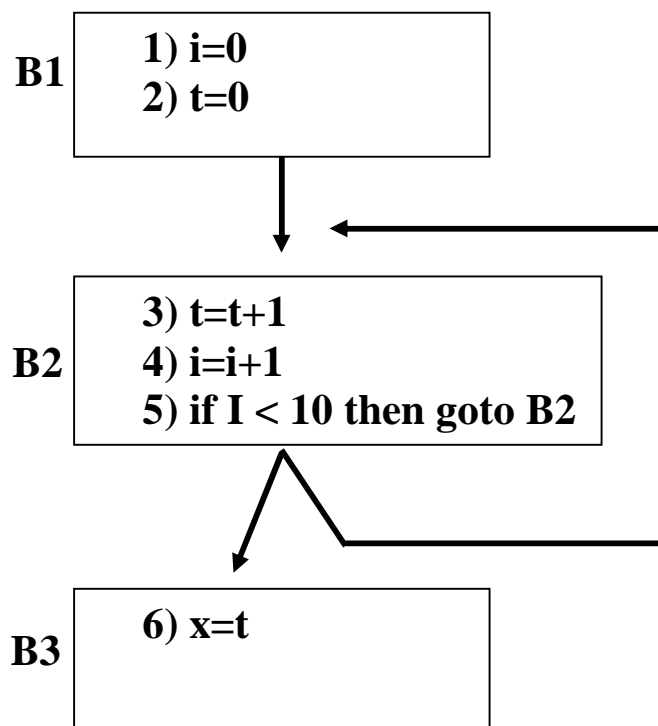 B1
1) i=0
2) t=0
B2
3) t=t+1
4) i=i+1
5) if I < 10 then goto B2
B3
6) x=t